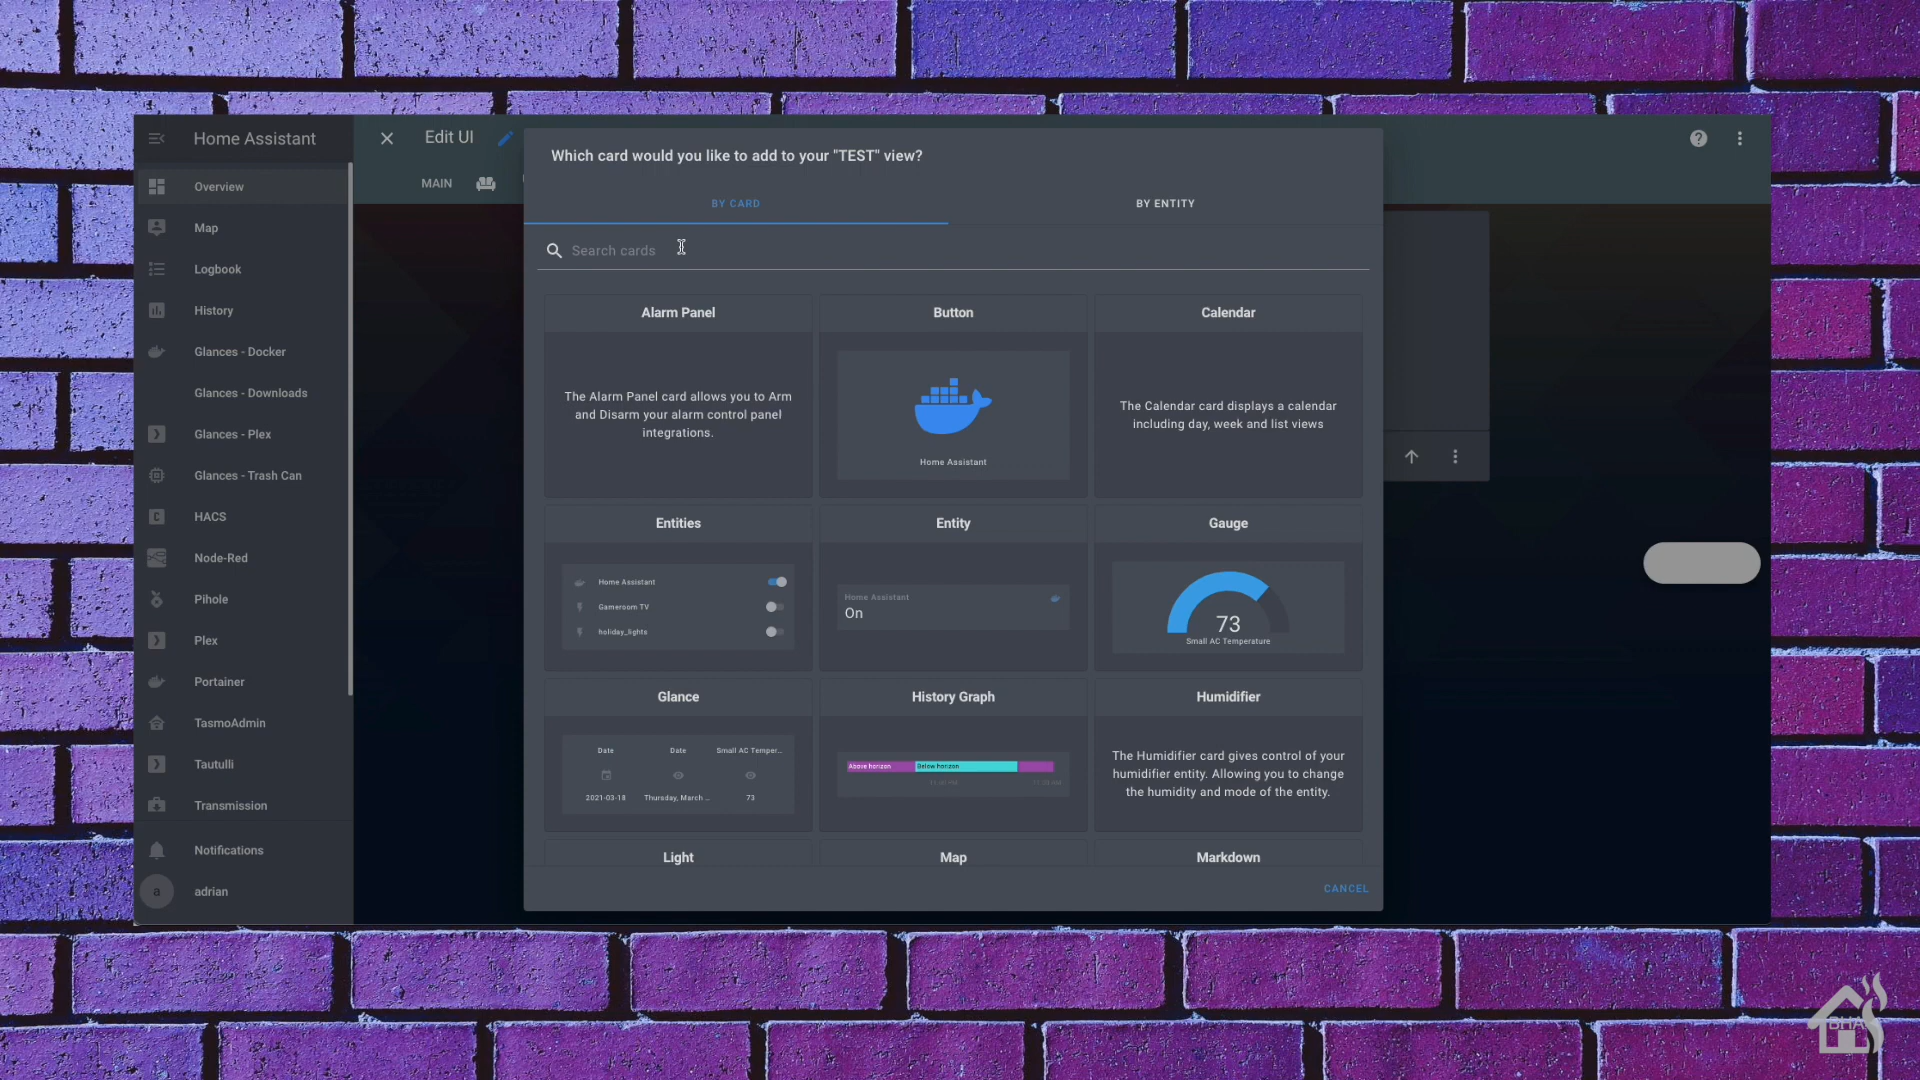 Home Assistant
Edit UI
MAIN
Overview
Map
Logbook
History
Glances - Docker
Glances - Downloads
Glances - Plex
Glances - Trash Can
HACS
Node-Red
Pihole
Plex
Portainer
TasmoAdmin
Tautulli
Transmission
Notifications
a
adrian
Which card would you like to add to your "TEST" view?
BY CARD
BY ENTITY
Search cards
Alarm Panel
The Alarm Panel card allows you to Arm
and Disarm your alarm control panel
integrations.
Button
Home Assistant
Calendar
The Calendar card displays a calendar
including day, week and list views
Entities
Home Assistant
Gameroom TV
holiday_lights
Entity
Home Assistant
On
Gauge
73
Small AC Temperature
Glance
Date
Date
Small AC Temper...
2021-03-18
Thursday, March ...
73
History Graph
Above horizon
Below horizon
Humidifier
The Humidifier card gives control of your
humidifier entity. Allowing you to change
the humidity and mode of the entity.
Light
Map
Markdown
CANCEL
BHA